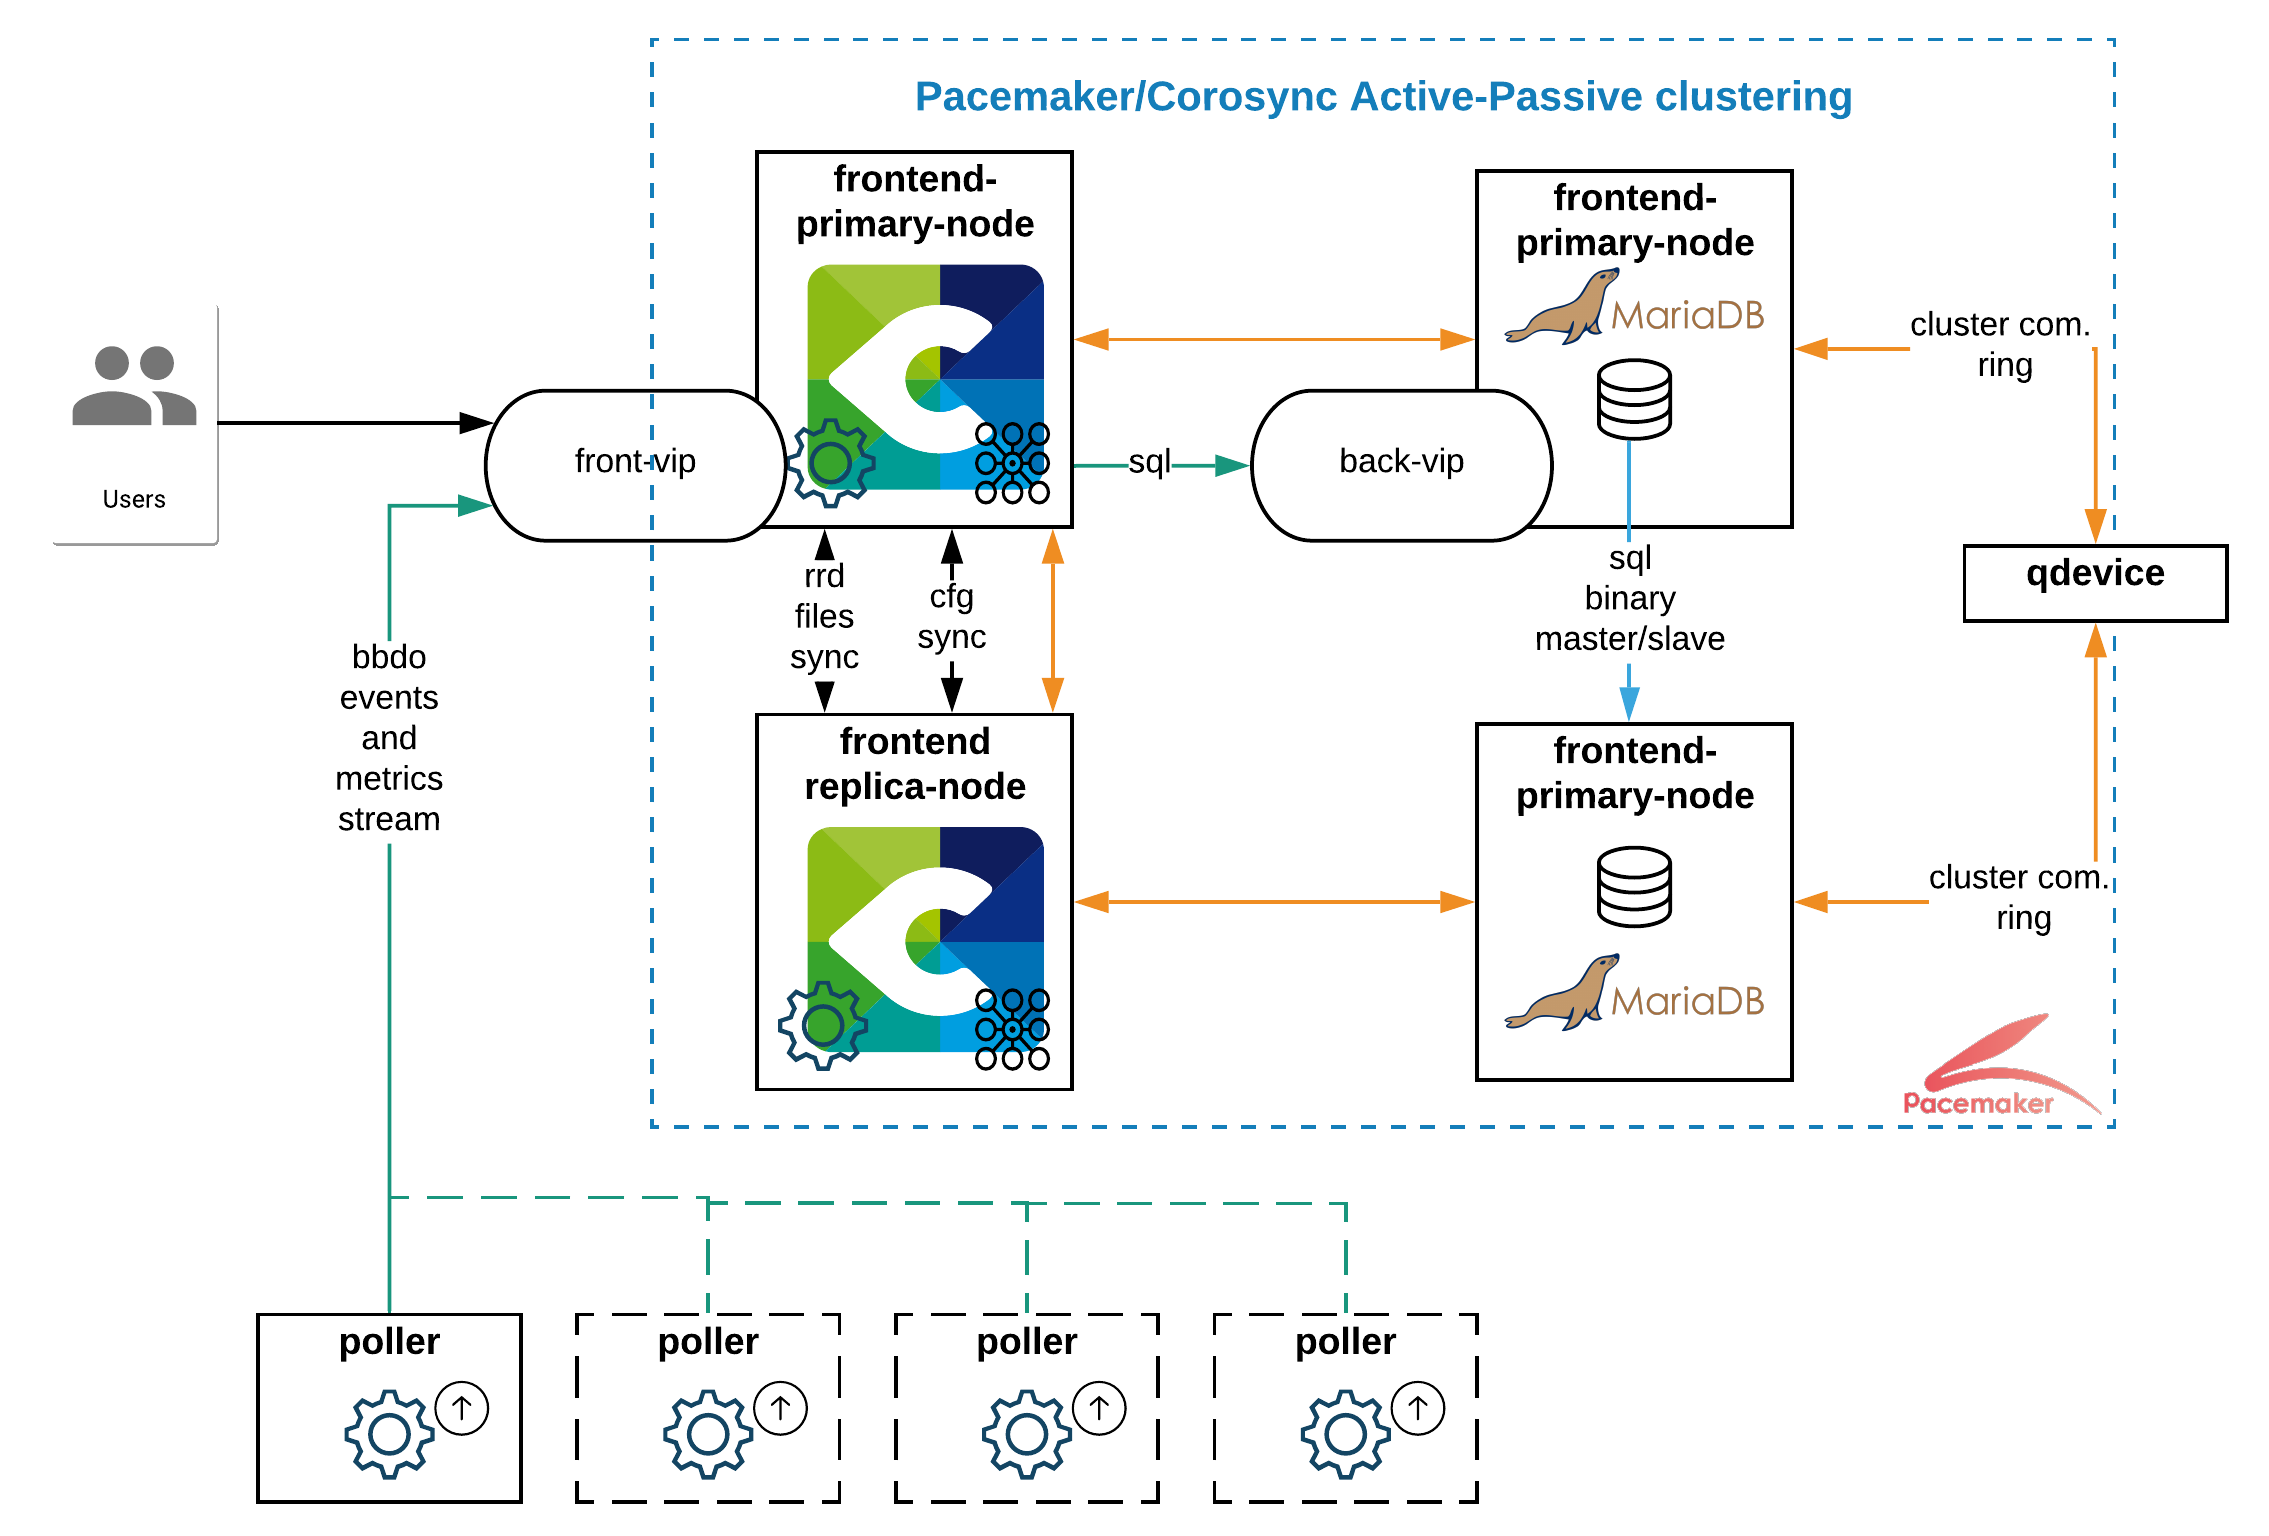 Pacemaker/Corosync Active-Passive clustering
frontend-
primary-node
frontend-
primary-node
MariaDB
cluster com.
ring
Users
front-vip
sql
back-vip
rrd
files
sync
cfg
sync
sql
binary
master/slave
qdevice
bbdo
events
and
metrics
stream
frontend
replica-node
frontend-
primary-node
MariaDB
cluster com.
ring
Pacemaker
poller
poller
poller
poller